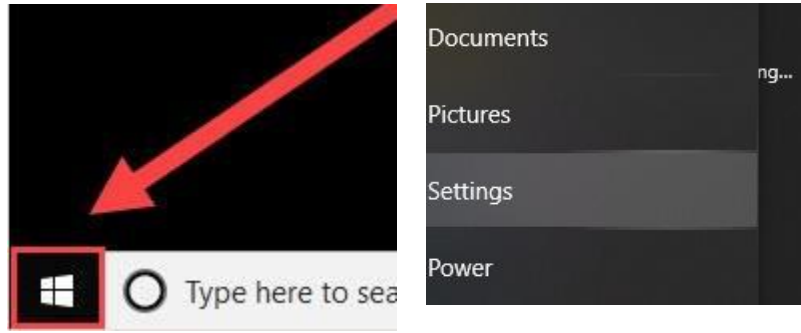 Type here to sea
Documents
ng...
Pictures
Settings
Power